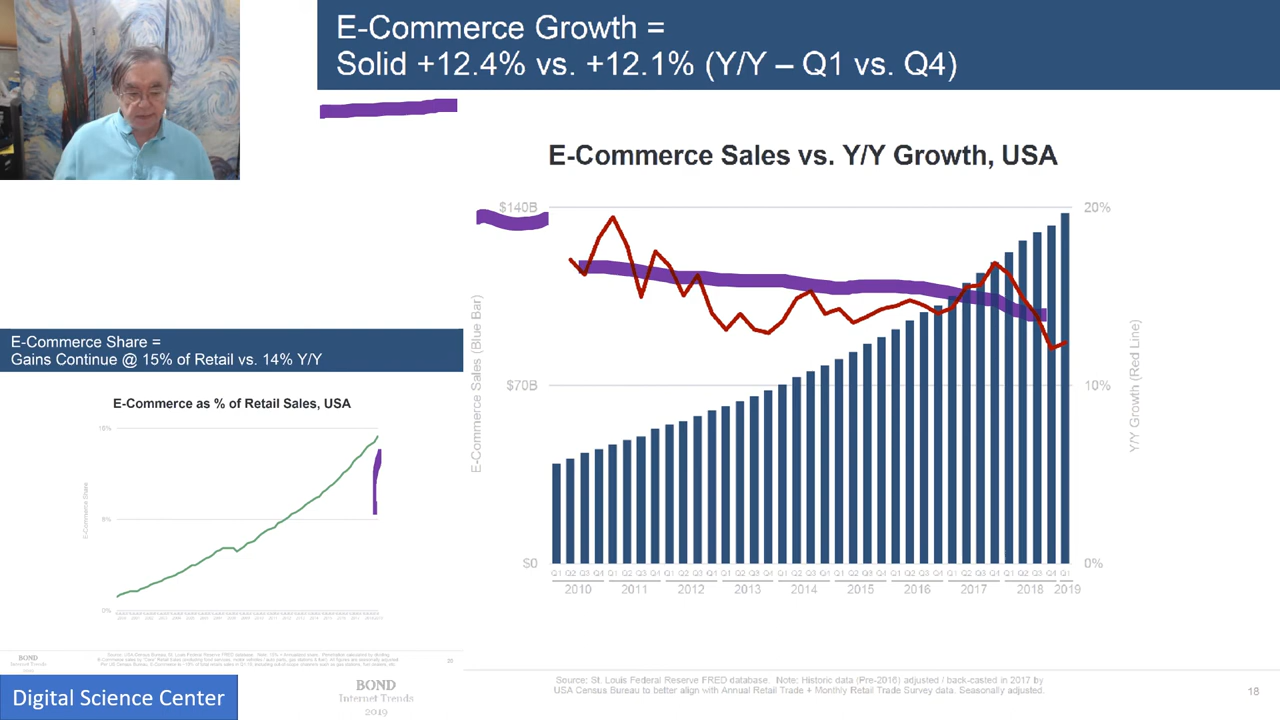 E-Commerce Growth =
Solid +12.4% vs. +12.1% (Y/Y – Q1 vs. Q4)
E-Commerce Sales vs. Y/Y Growth, USA
$140B
20%
E-Commerce Sales (Blue Bar)
Y/Y Growth (Red Line)
$70B
10%
$0
0%
Q1 Q2 Q3 Q4 Q1 Q2 Q3 Q4 Q1 Q2 Q3 Q4 Q1 Q2 Q3 Q4 Q1 Q2 Q3 Q4 Q1 Q2 Q3 Q4 Q1 Q2 Q3 Q4 Q1 Q2 Q3 Q4 Q1 Q2 Q3 Q4 Q1
2010 2011 2012 2013 2014 2015 2016 2017 2018 2019
E-Commerce Share =
Gains Continue @ 15% of Retail vs. 14% Y/Y
E-Commerce as % of Retail Sales, USA
E-Commerce Share
0%
BOND
Internet Trends
Digital Science Center
BOND
Internet Trends
2019
Source: St. Louis Federal Reserve FRED database. Note: Historic data (Pre-2016) adjusted / back-casted in 2017 by
USA Census Bureau to better align with Annual Retail Trade + Monthly Retail Trade Survey data. Seasonally adjusted.
18